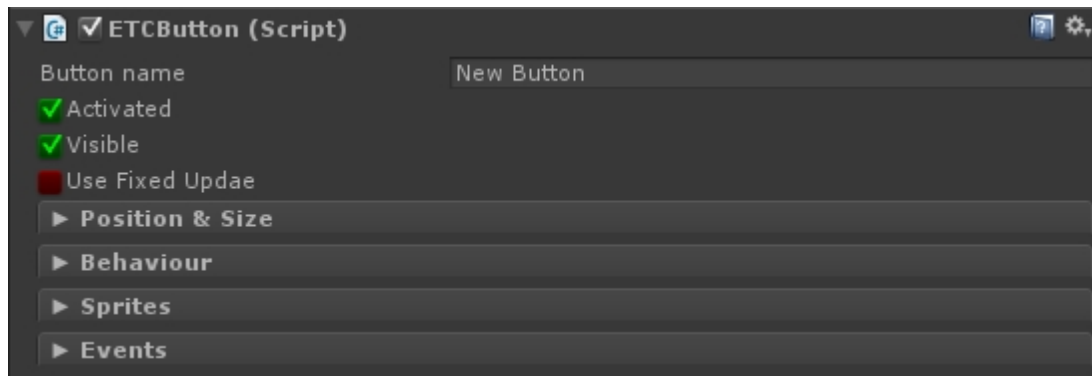 ETCButton (Script)
Button name New Button
Activated
Visible
Use Fixed Updae
Position & Size
Behaviour
Sprites
Events